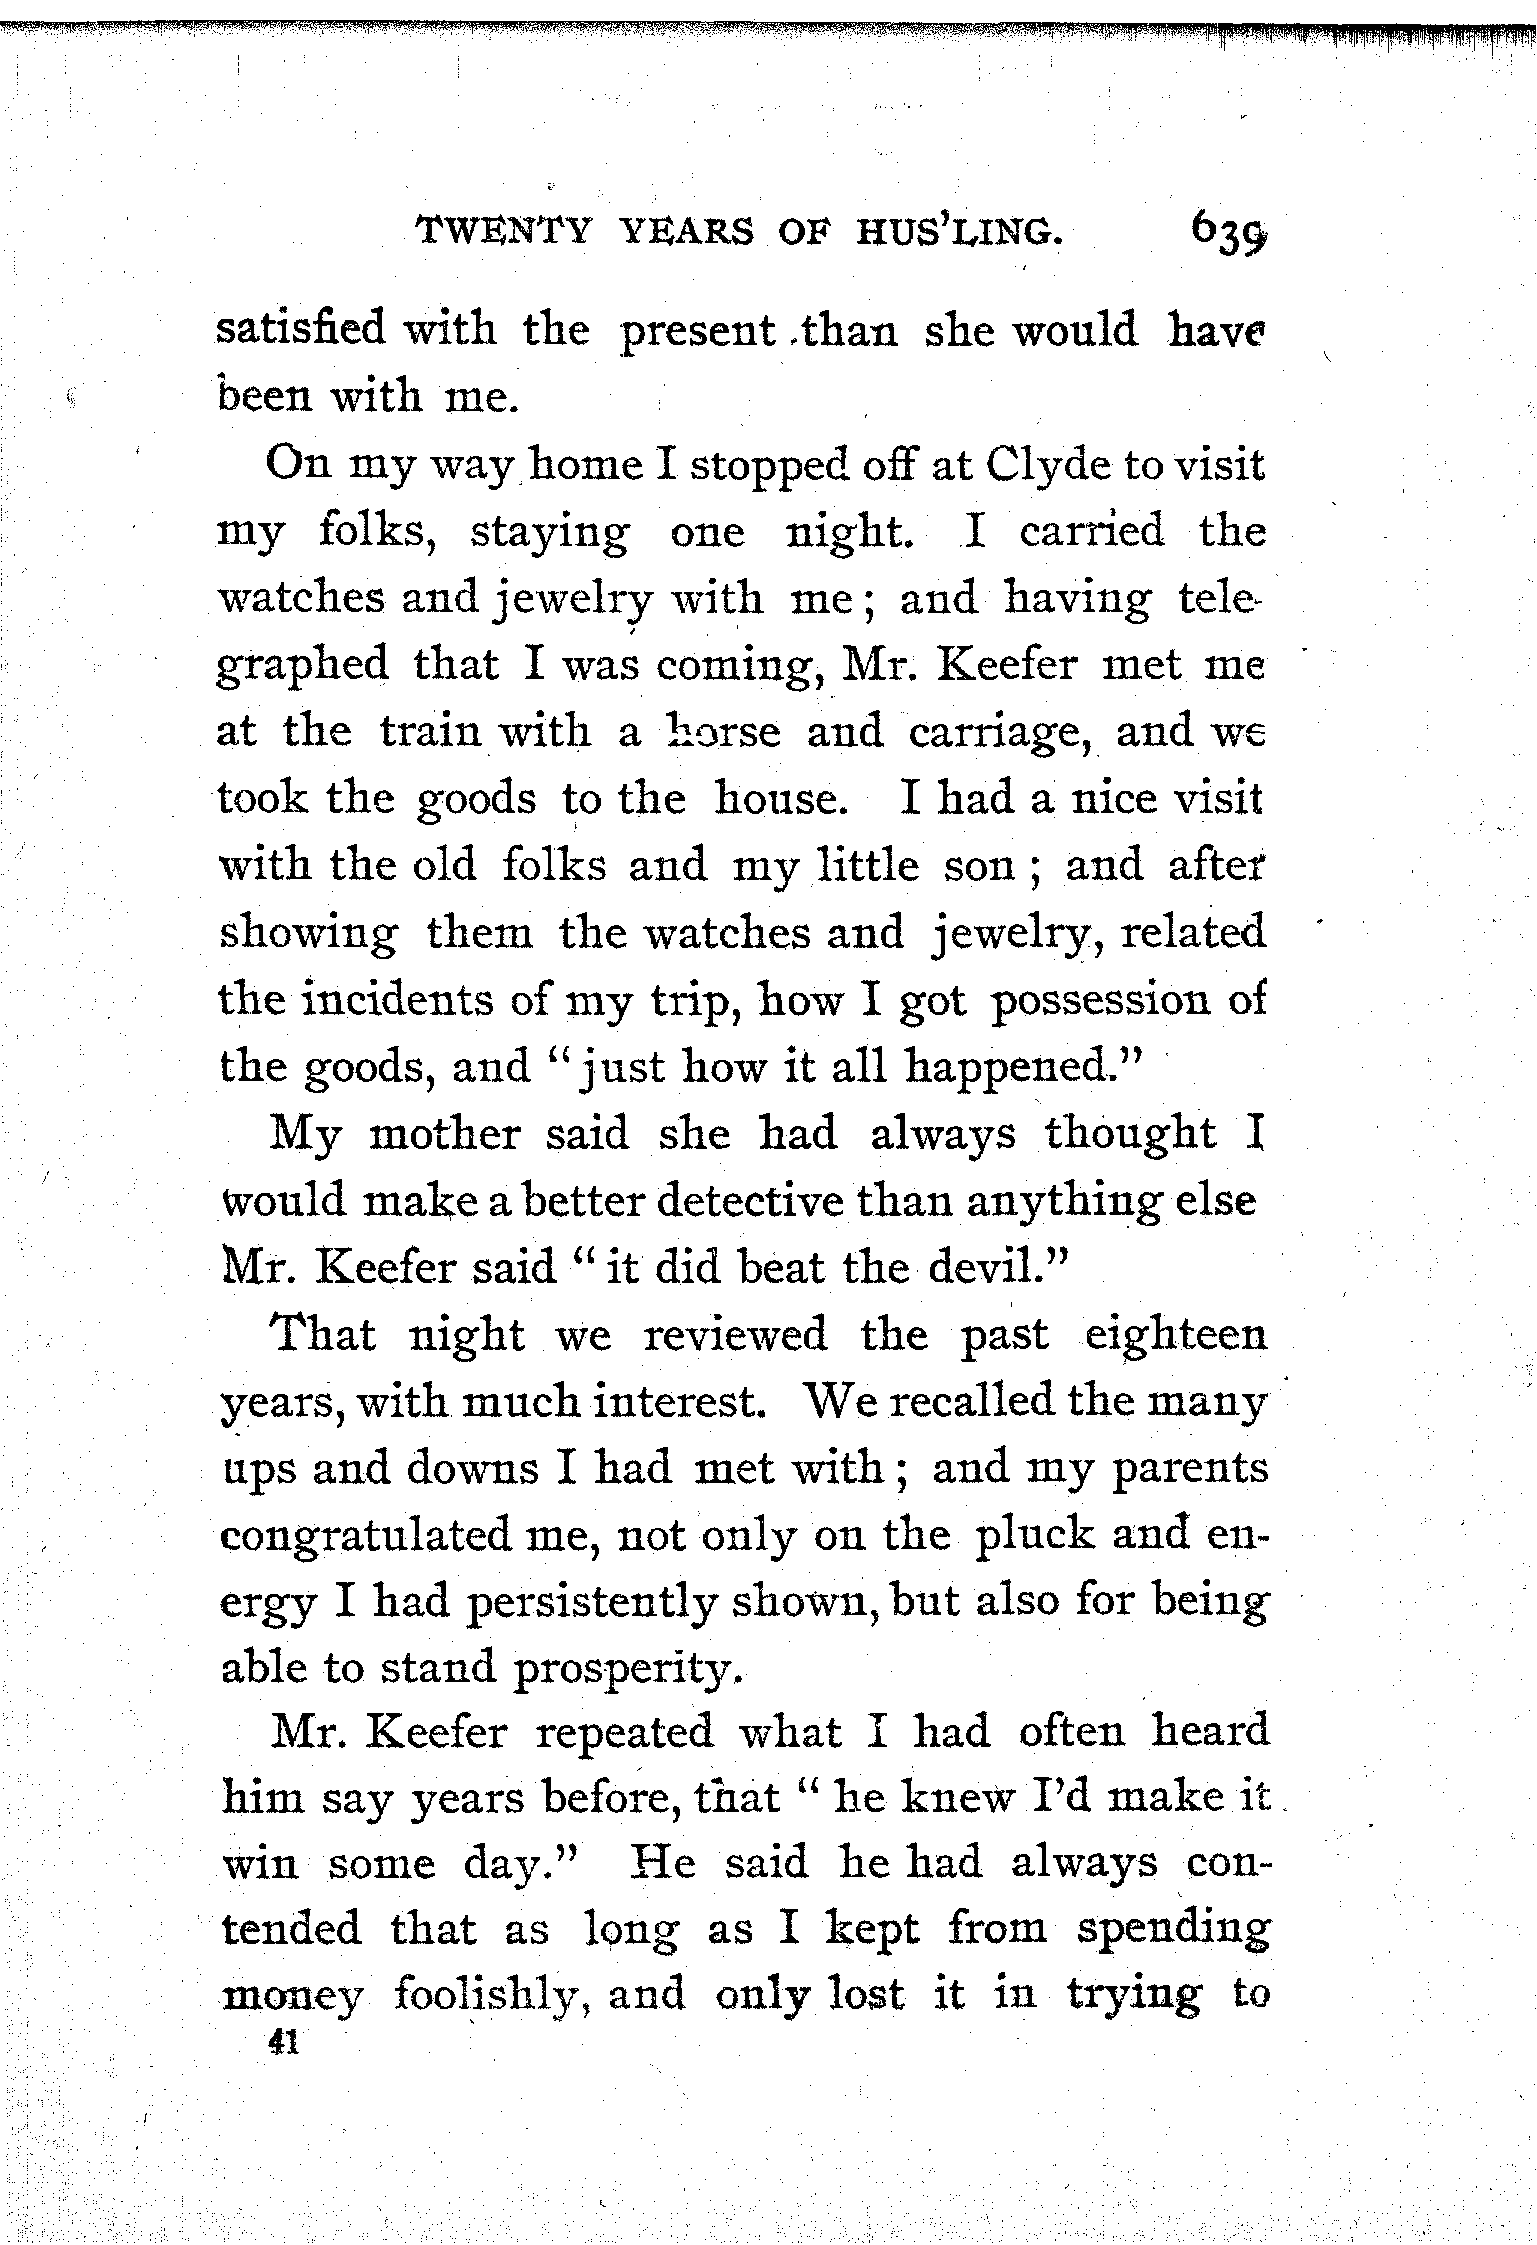 TWENTY YEARS OF HUS'LING. 639
satisfied with the present than she would have
been with me.
On my way home I stopped off at Clyde to visit
my folks, staying one night. I carried the
watches and jewelry with me; and having tele-
graphed that I was coming, Mr. Keefer met me
at the train with a horse and carriage, and we
took the goods to the house. I had a nice visit
with the old folks and my little son; and after
showing them the watches and jewelry, related
the incidents of my trip, how I got possession of
the goods, and "just how it all happened."
My mother said she had always thought I
would make a better detective than anything else
Mr. Keefer said "it did beat the devil."
That night we reviewed the past eighteen
years, with much interest. We recalled the many
ups and downs I had met with; and my parents
congratulated me, not only on the pluck and en-
ergy I had persistently shown, but also for being
able to stand prosperity.
Mr. Keefer repeated what I had often heard
him say years before, that "he knew I'd make it
win some day." He said he had always con-
tended that as long as I kept from spending
money foolishly, and only lost it in trying to
41